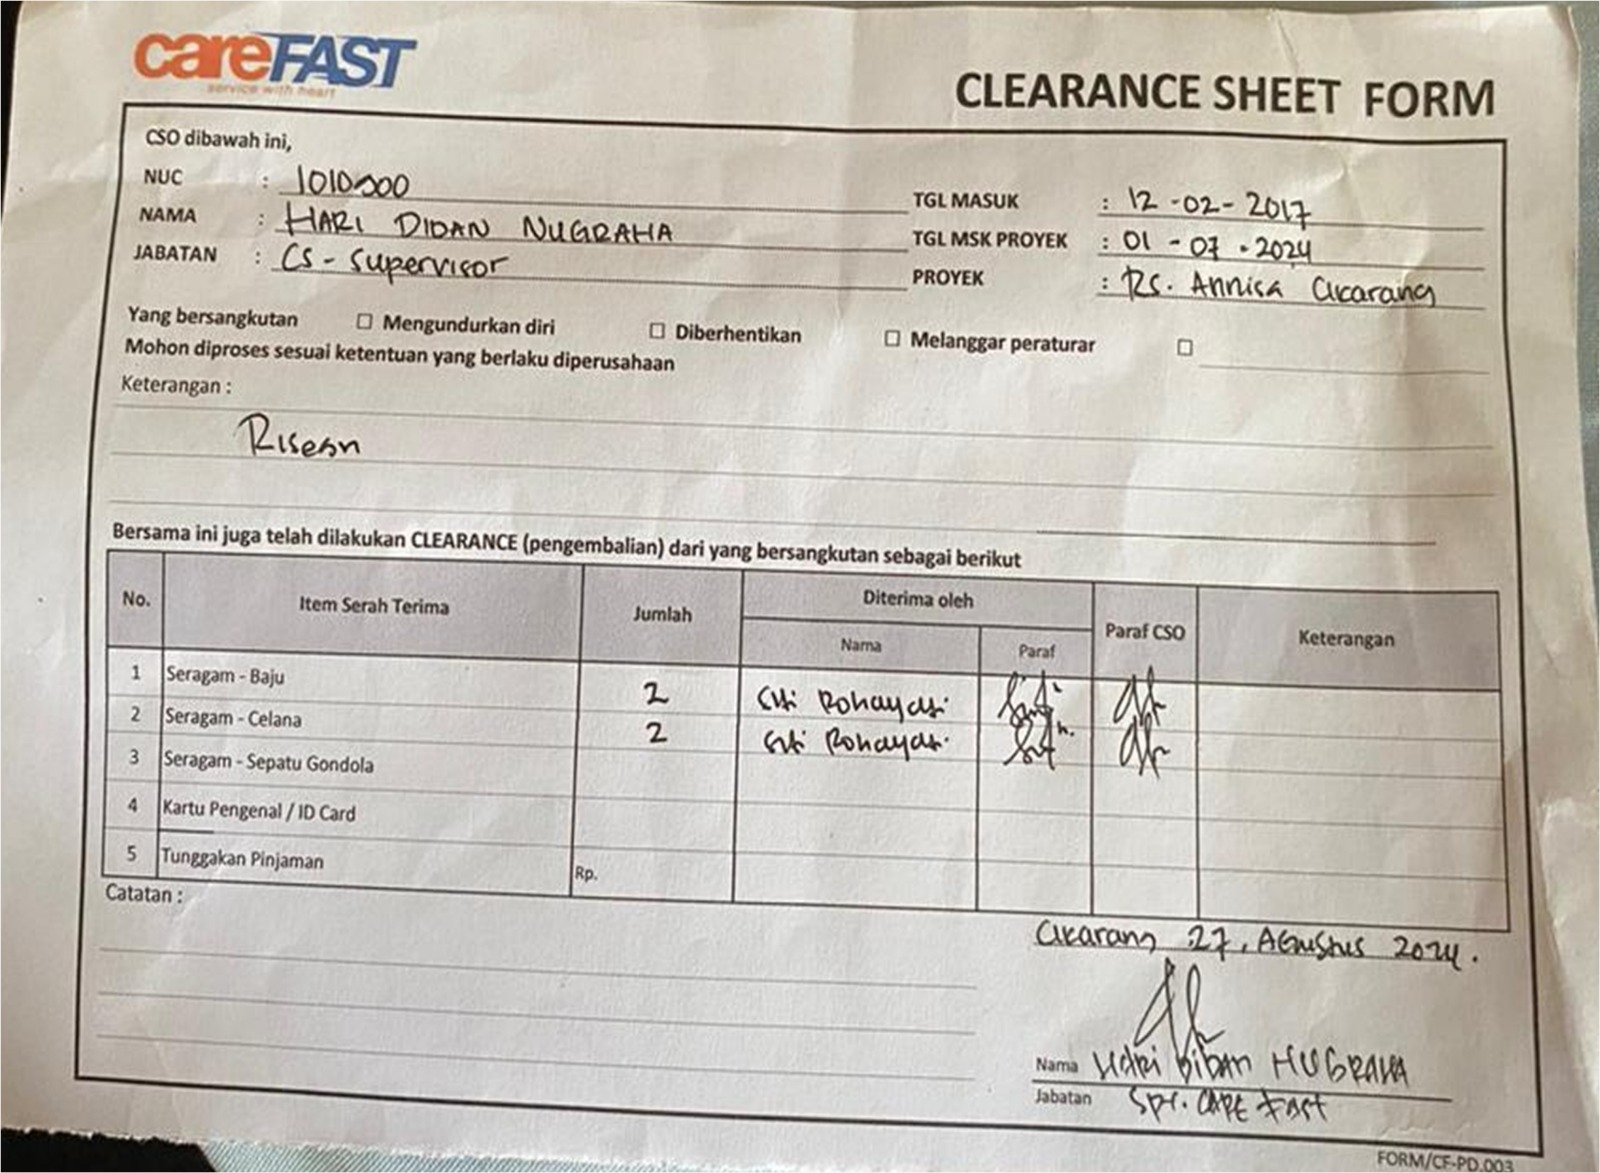 careFAST
service with heart
CLEARANCE SHEET FORM
CSO dibawah ini,
NUC : 1010500
NAMA : HARI DIDAN NUGRAHA
JABATAN : CS - Supervisor
TGL MASUK : 12 -02- 2017
TGL MSK PROYEK : 01 - 07 - 2024
PROYEK : RS. Annisa Cikarang
Yang bersangkutan ☐ Mengundurkan diri ☐ Diberhentikan ☐ Melanggar peraturar ☐
Mohon diproses sesuai ketentuan yang berlaku diperusahaan
Keterangan :
Risean
Bersama ini juga telah dilakukan CLEARANCE (pengembalian) dari yang bersangkutan sebagai berikut
No. Item Serah Terima Jumlah Diterima oleh Paraf CSO Keterangan
Nama Paraf
1 Seragam - Baju 2 Siti Rohayati
2 Seragam - Celana 2 Siti Rohayati
3 Seragam - Sepatu Gondola
4 Kartu Pengenal / ID Card
5 Tunggakan Pinjaman Rp.
Catatan :
Cikarang 27, Agustus 2024.
Nama Hari Didan NUGRAHA
Jabatan Spv. CARE FAST
FORM/CF-PD.003